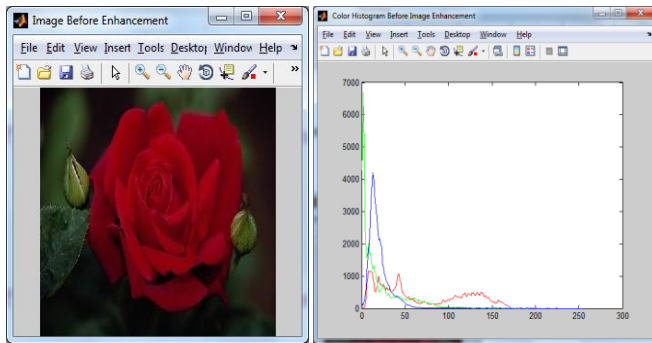 Image Before Enhancement
File Edit View Insert Tools Desktop Window Help
Color Histogram Before Image Enhancement
File Edit View Insert Tools Desktop Window Help
7000
6000
5000
4000
3000
2000
1000
0
0 50 100 150 200 250 300